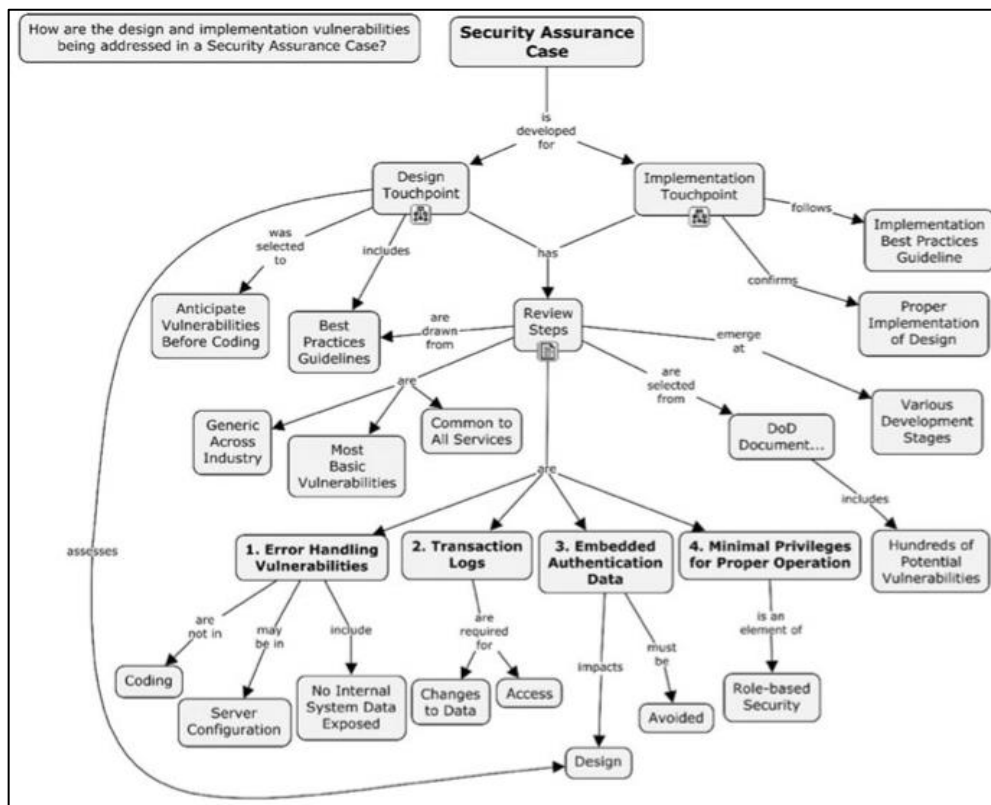 How are the design and implementation vulnerabilities
being addressed in a Security Assurance Case?
Security Assurance
Case
is
developed
for
Design
Touchpoint
Implementation
Touchpoint
follows
was
selected
to
includes
has
Implementation
Best Practices
Guideline
confirms
Anticipate
Vulnerabilities
Before Coding
Best
Practices
Guidelines
are
drawn
from
Review
Steps
Proper
Implementation
of Design
emerge
at
are
are
selected
from
Generic
Across
Industry
Most
Basic
Vulnerabilities
Common to
All Services
DoD
Document...
Various
Development
Stages
are
includes
assesses
1. Error Handling
Vulnerabilities
2. Transaction
Logs
3. Embedded
Authentication
Data
4. Minimal Privileges
for Proper Operation
Hundreds of
Potential
Vulnerabilities
are
not in
may
be in
include
are
required
for
impacts
must
be
is an
element of
Coding
Server
Configuration
No Internal
System Data
Exposed
Changes
to Data
Access
Avoided
Role-based
Security
Design